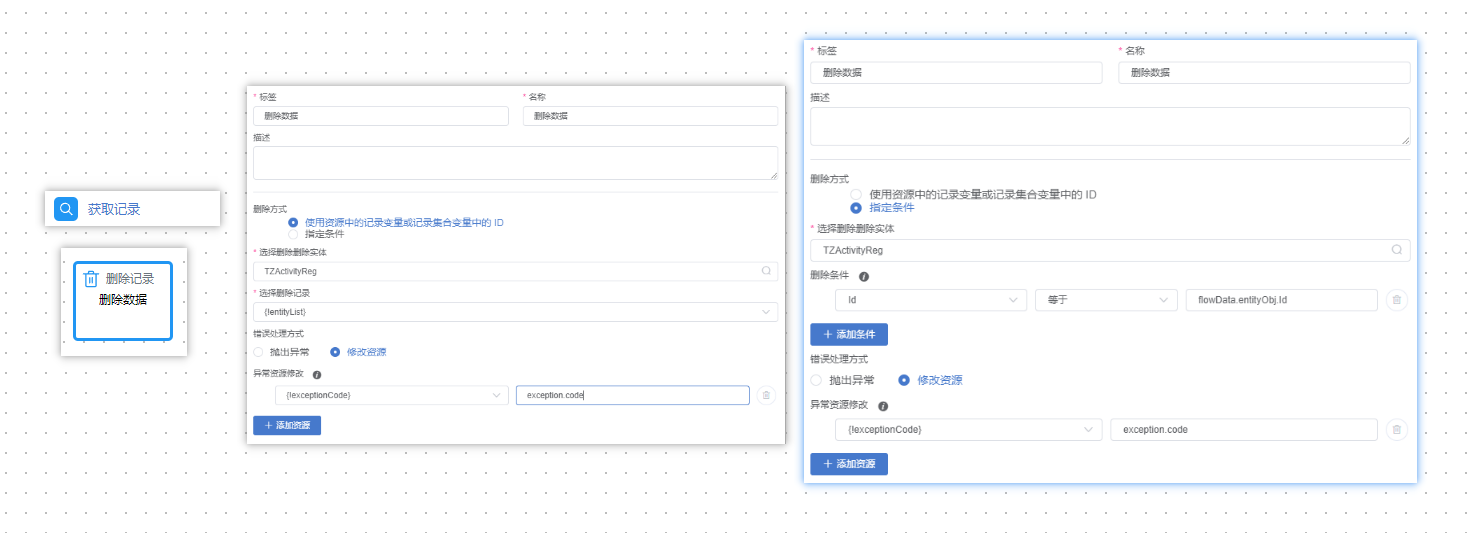 获取记录
删除记录
删除数据
* 标签
* 名称
删除数据
删除数据
描述
删除方式
使用资源中的记录变量或记录集合变量中的 ID
指定条件
* 选择删除删除实体
TZActivityReg
* 选择删除记录
{!entityList}
错误处理方式
抛出异常
修改资源
异常资源修改
{!exceptionCode}
exception.code
+ 添加资源
* 标签
* 名称
删除数据
删除数据
描述
删除方式
使用资源中的记录变量或记录集合变量中的 ID
指定条件
* 选择删除删除实体
TZActivityReg
删除条件
Id
等于
flowData.entityObj.Id
+ 添加条件
错误处理方式
抛出异常
修改资源
异常资源修改
{!exceptionCode}
exception.code
+ 添加资源